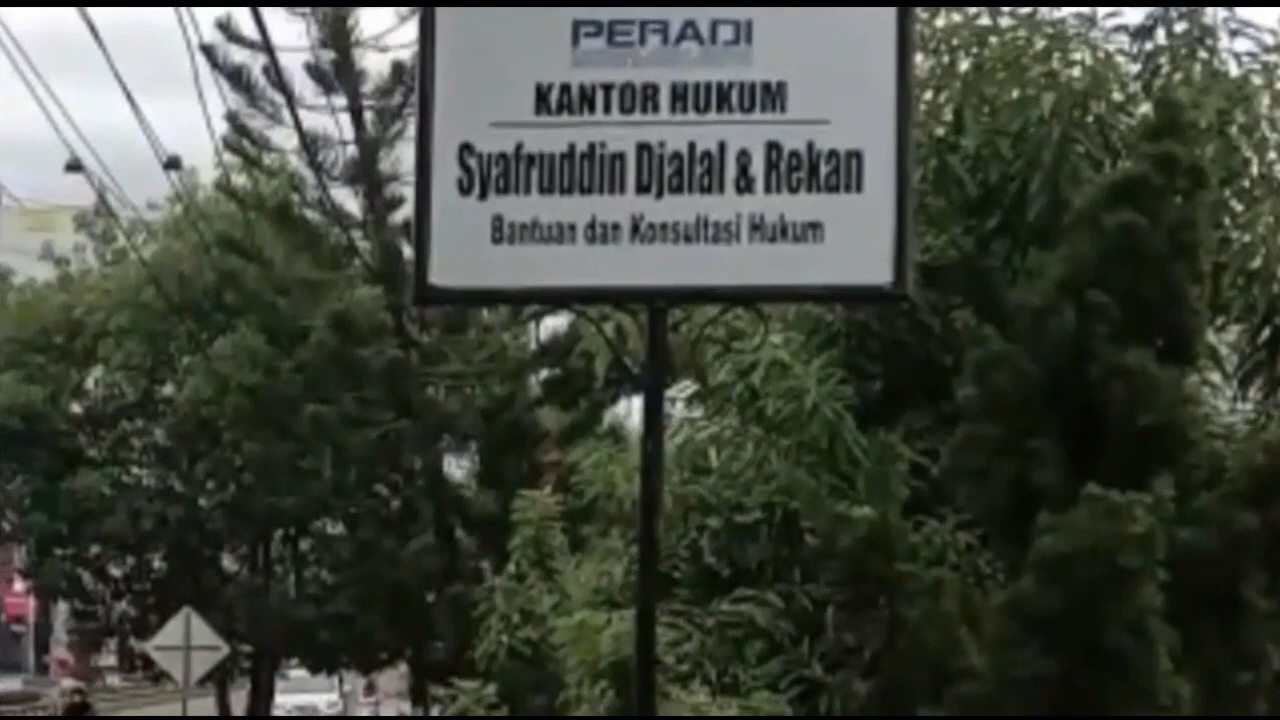 PERADI
KANTOR HUKUM
Syafruddin Djalal & Rekan
Bantuan dan Konsultasi Hukum